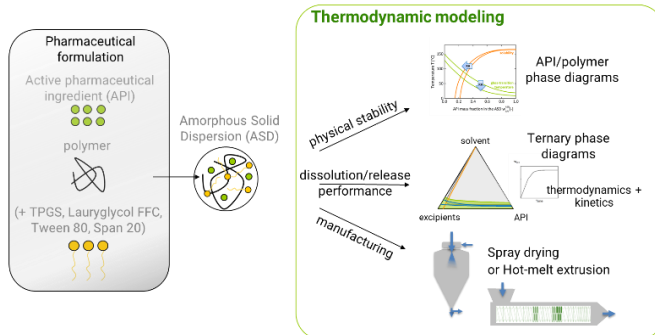 Thermodynamic modeling
Pharmaceutical
formulation
Active pharmaceutical
ingredient (API)
polymer
(+ TPGS, Lauryglycol FFC,
Tween 80, Span 20)
Amorphous Solid
Dispersion (ASD)
physical stability
dissolution/release
performance
manufacturing
API/polymer
phase diagrams
solvent
excipients
API
Ternary phase
diagrams
thermodynamics +
kinetics
Spray drying
or Hot-melt extrusion